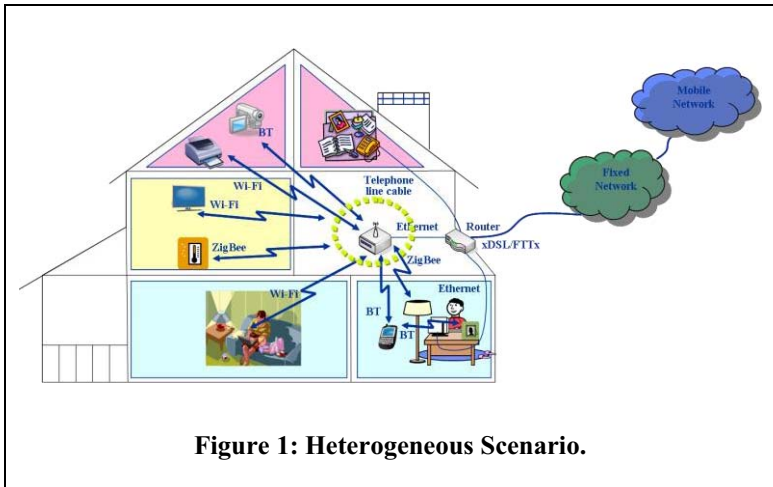 Mobile
Network
BT
Fixed
Network
Wi-Fi
Telephone
line cable
Wi-Fi
Ethernet
Router
xDSL/FTTx
ZigBee
ZigBee
Wi-Fi
Ethernet
BT
BT
Figure 1: Heterogeneous Scenario.